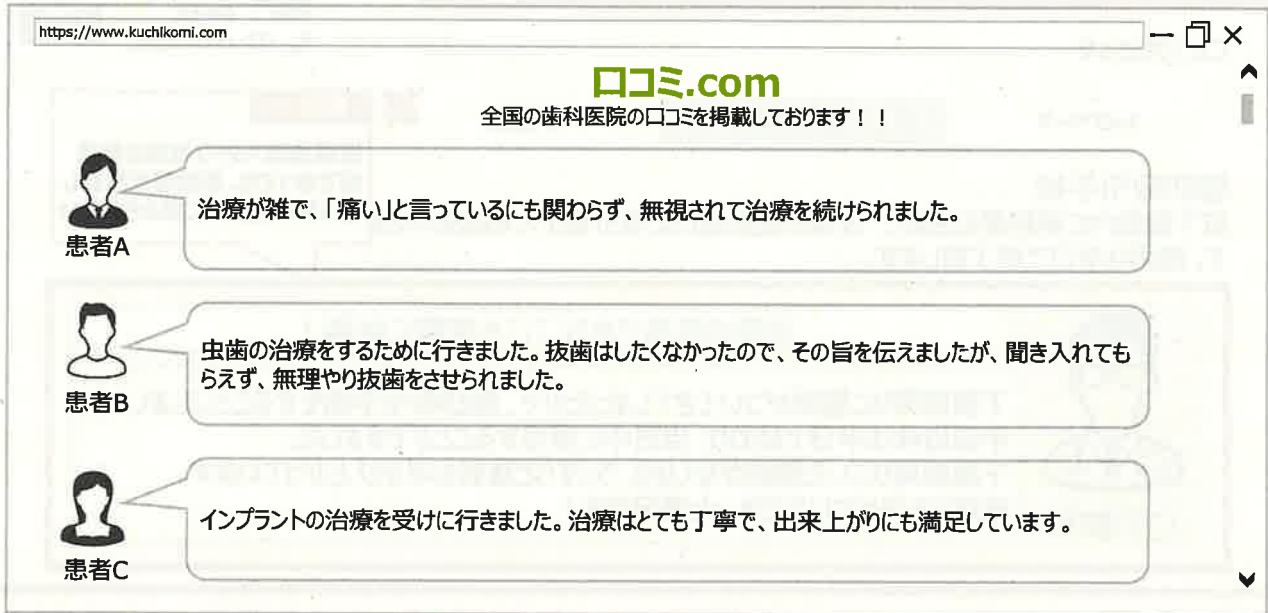 https://www.kuchikomi.com
口コミ.com
全国の歯科医院の口コミを掲載しております！！
治療が雑で、「痛い」と言っているにも関わらず、無視されて治療を続けられました。
患者A
虫歯の治療をするために行きました。抜歯はしたくなかったので、その旨を伝えましたが、聞き入れても
らえず、無理やり抜歯をさせられました。
患者B
インプラントの治療を受けに行きました。治療はとても丁寧で、出来上がりにも満足しています。
患者C